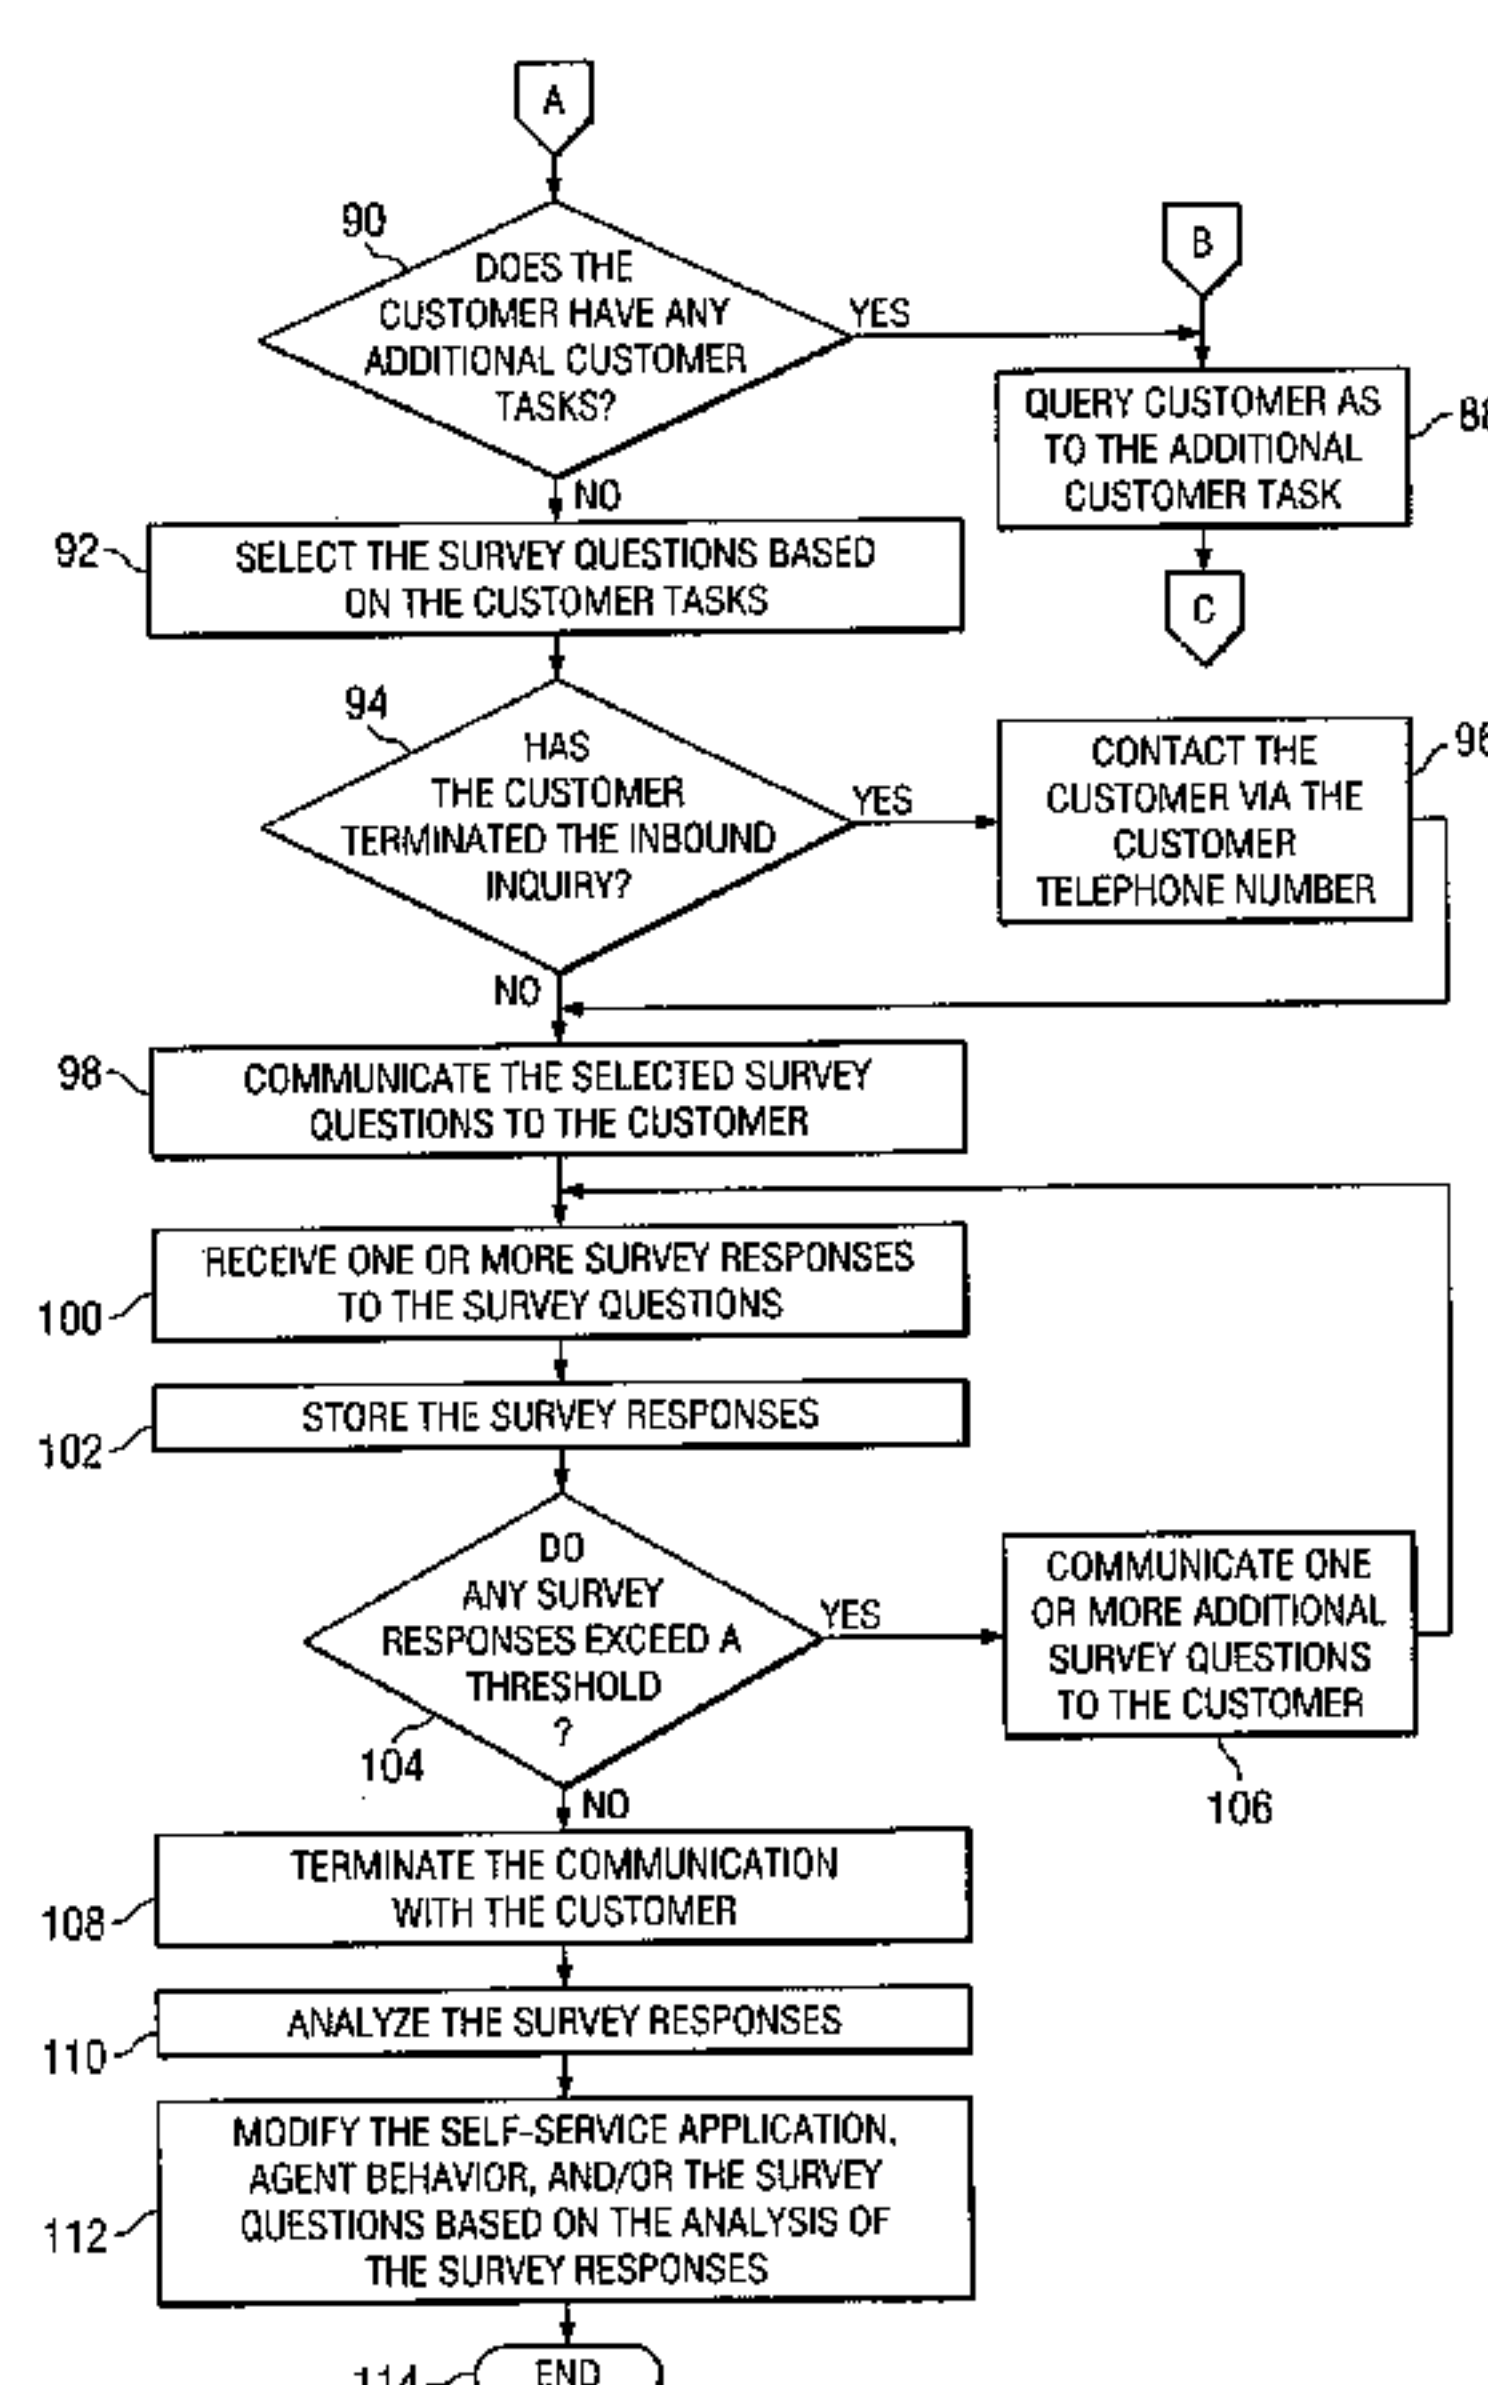 A
90
DOES THE
CUSTOMER HAVE ANY
ADDITIONAL CUSTOMER
TASKS?
YES
NO
B
QUERY CUSTOMER AS
TO THE ADDITIONAL
CUSTOMER TASK
88
C
92
SELECT THE SURVEY QUESTIONS BASED
ON THE CUSTOMER TASKS
94
HAS
THE CUSTOMER
TERMINATED THE INBOUND
INQUIRY?
YES
NO
CONTACT THE
CUSTOMER VIA THE
CUSTOMER
TELEPHONE NUMBER
96
98
COMMUNICATE THE SELECTED SURVEY
QUESTIONS TO THE CUSTOMER
RECEIVE ONE OR MORE SURVEY RESPONSES
TO THE SURVEY QUESTIONS
100
STORE THE SURVEY RESPONSES
102
DO
ANY SURVEY
RESPONSES EXCEED A
THRESHOLD
?
104
YES
NO
COMMUNICATE ONE
OR MORE ADDITIONAL
SURVEY QUESTIONS
TO THE CUSTOMER
106
TERMINATE THE COMMUNICATION
WITH THE CUSTOMER
108
ANALYZE THE SURVEY RESPONSES
110
MODIFY THE SELF-SERVICE APPLICATION,
AGENT BEHAVIOR, AND/OR THE SURVEY
QUESTIONS BASED ON THE ANALYSIS OF
THE SURVEY RESPONSES
112
114
END